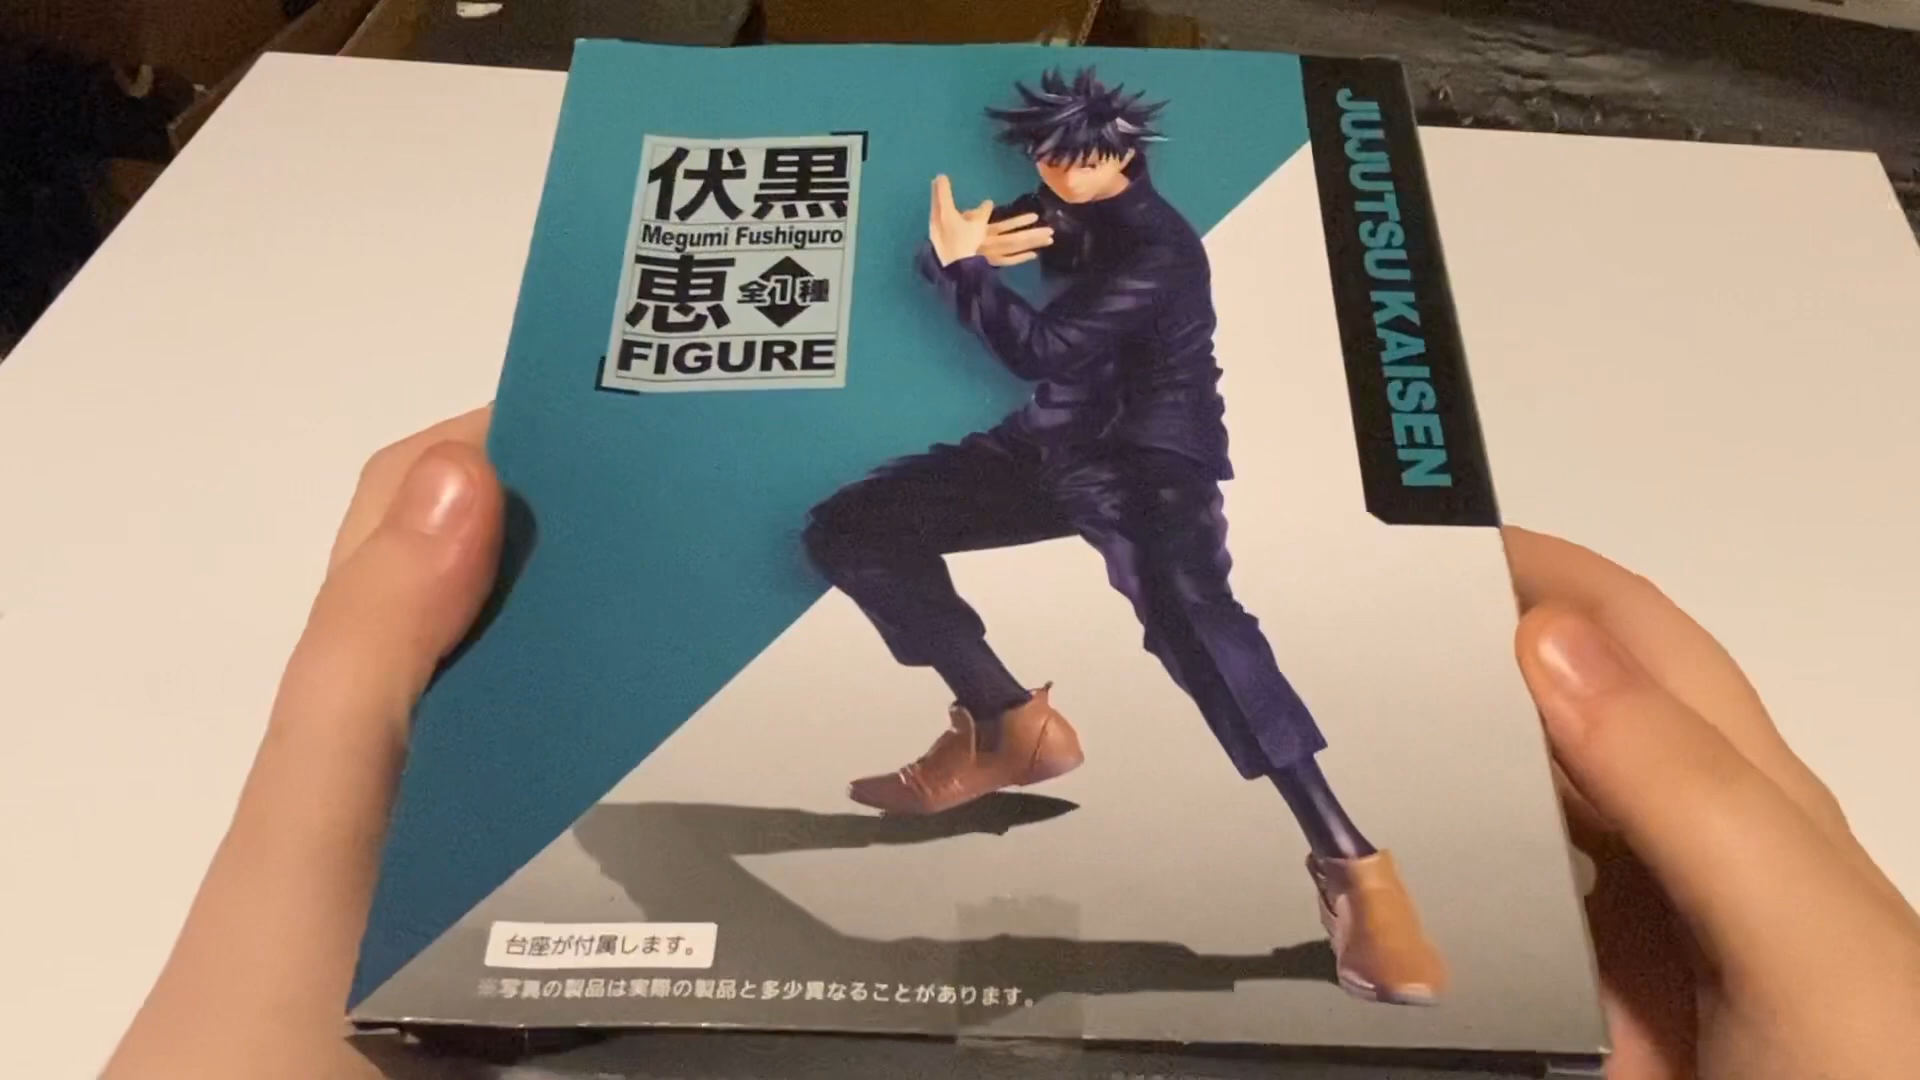 伏黒
Megumi Fushiguro
恵
全1種
FIGURE
JUJUTSU KAISEN
台座が付属します。
※写真の製品は実際の製品と多少異なることがあります。